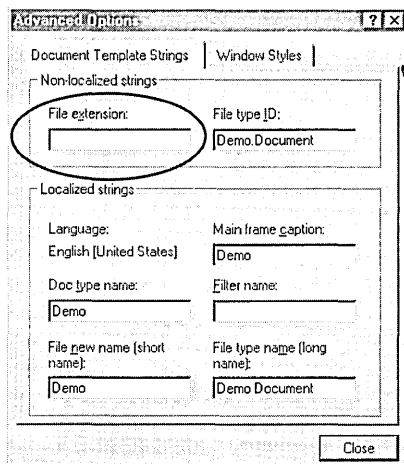 Advanced Options
Document Template Strings
Window Styles
Non-localized strings
File extension:
File type ID:
Demo.Document
Localized strings
Language:
English [United States]
Main frame caption:
Demo
Doc type name:
Demo
Filter name:
File new name (short name):
Demo
File type name (long name):
Demo Document
Close